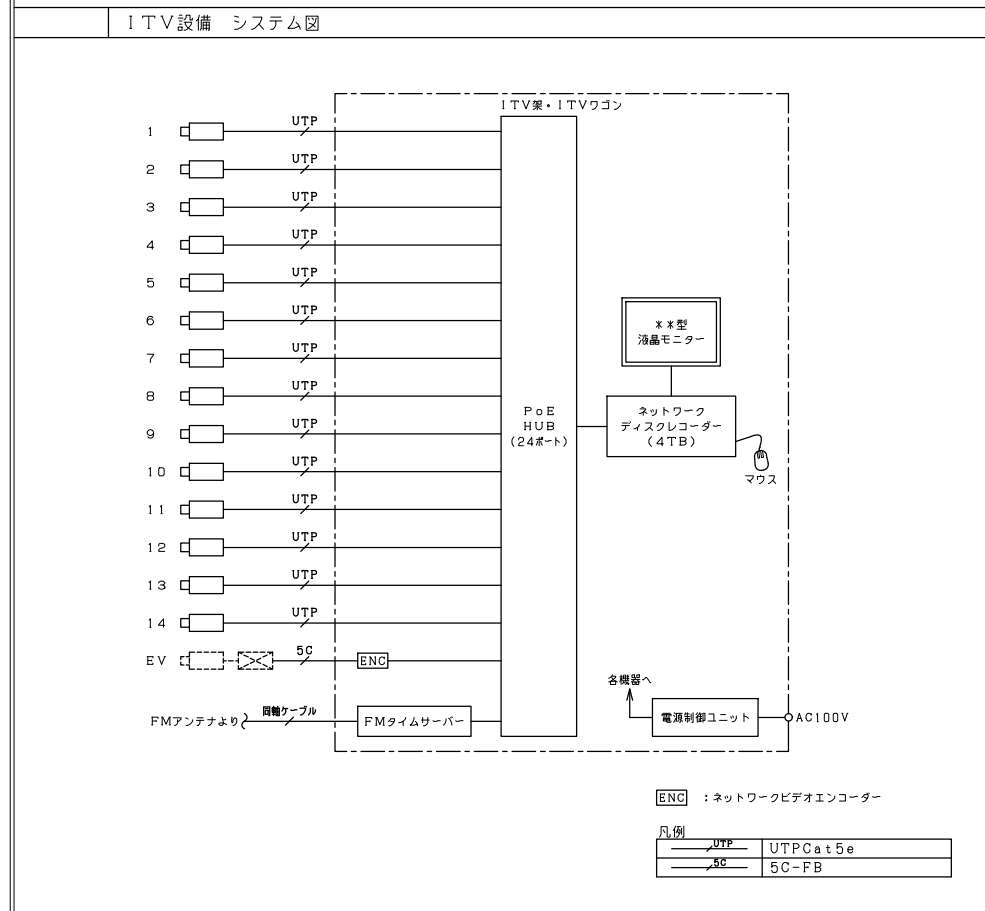 ITV設備 システム図
ITV架・ITVワゴン
1 UTP
2 UTP
3 UTP
4 UTP
5 UTP
6 UTP
7 UTP
8 UTP
9 UTP
10 UTP
11 UTP
12 UTP
13 UTP
14 UTP
EV 5C ENC
FMアンテナより 同軸ケーブル FMタイムサーバー
PoE
HUB
(24ポート)
**型
液晶モニター
ネットワーク
ディスクレコーダー
(4TB)
マウス
各機器へ
電源制御ユニット AC100V
ENC :ネットワークビデオエンコーダー
凡例
UTP UTPCat5e
5C 5C-FB